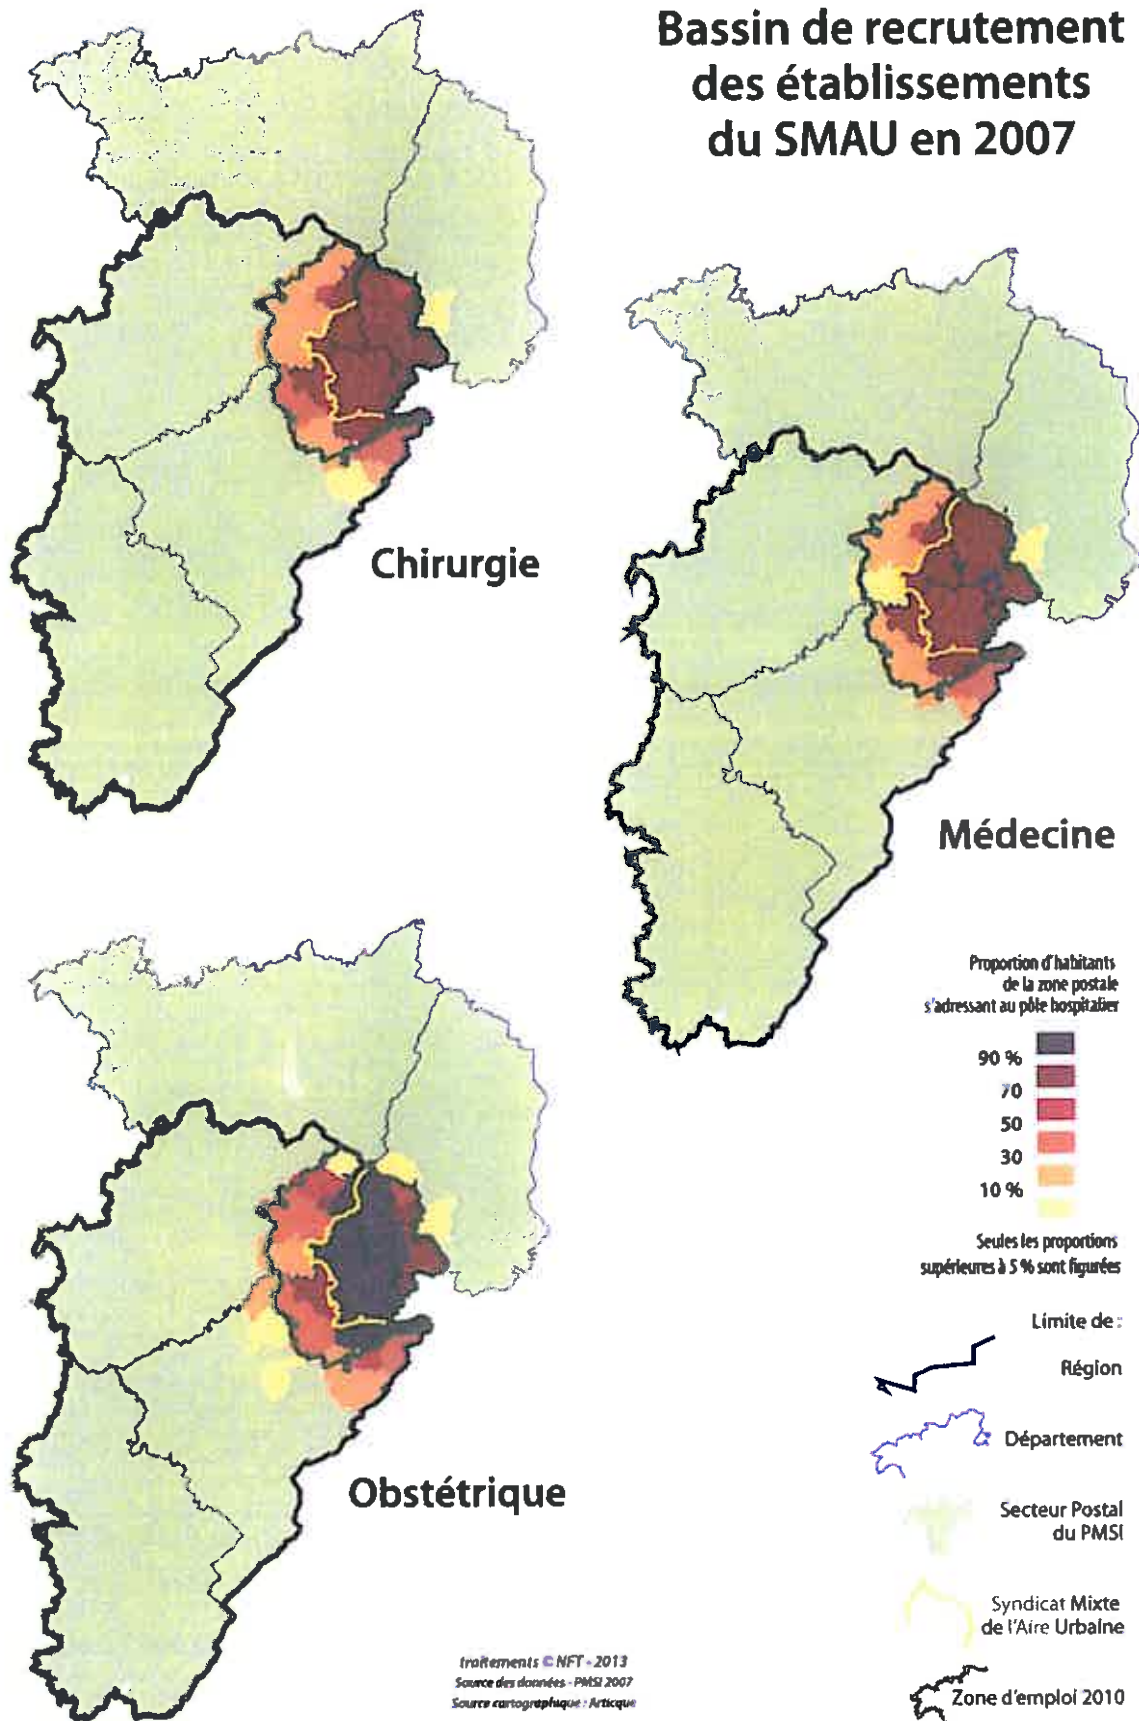 Bassin de recrutement
des établissements
du SMAU en 2007
Chirurgie
Médecine
Obstétrique
Proportion d'habitants
de la zone postale
s'adressant au pôle hospitalier
90 %
70
50
30
10 %
Seules les proportions
supérieures à 5 % sont figurées
Limite de :
Région
Département
Secteur Postal
du PMSI
Syndicat Mixte
de l'Aire Urbaine
Zone d'emploi 2010
traitements © NFT - 2013
Source des données - PMSI 2007
Source cartographique : Articque